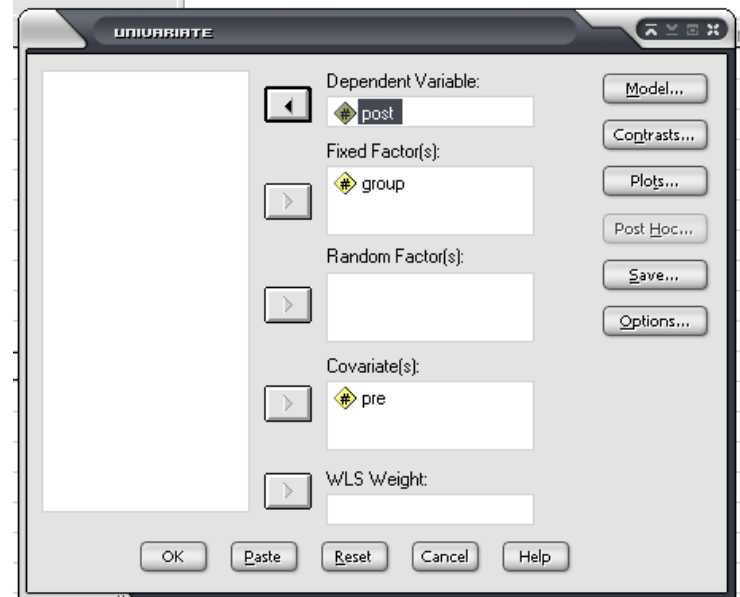 UNIVARIATE
Dependent Variable:
post
Fixed Factor(s):
group
Random Factor(s):
Covariate(s):
pre
WLS Weight:
Model...
Contrasts...
Plots...
Post Hoc...
Save...
Options...
OK Paste Reset Cancel Help